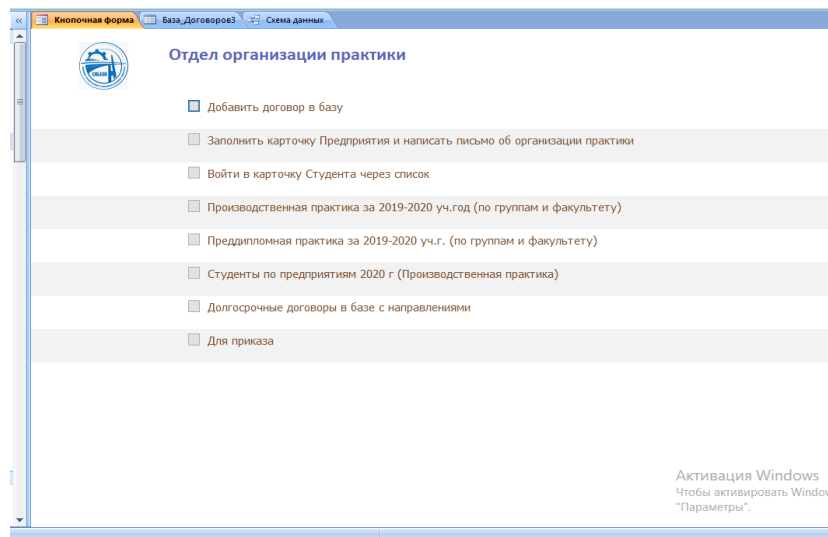 «
Кнопочная форма
База_Договоров3
Схема данных
Отдел организации практики
Добавить договор в базу
Заполнить карточку Предприятия и написать письмо об организации практики
Войти в карточку Студента через список
Производственная практика за 2019-2020 уч.год (по группам и факультету)
Преддипломная практика за 2019-2020 уч.г. (по группам и факультету)
Студенты по предприятиям 2020 г (Производственная практика)
Долгосрочные договоры в базе с направлениями
Для приказа
Активация Windows
Чтобы активировать Window
"Параметры".